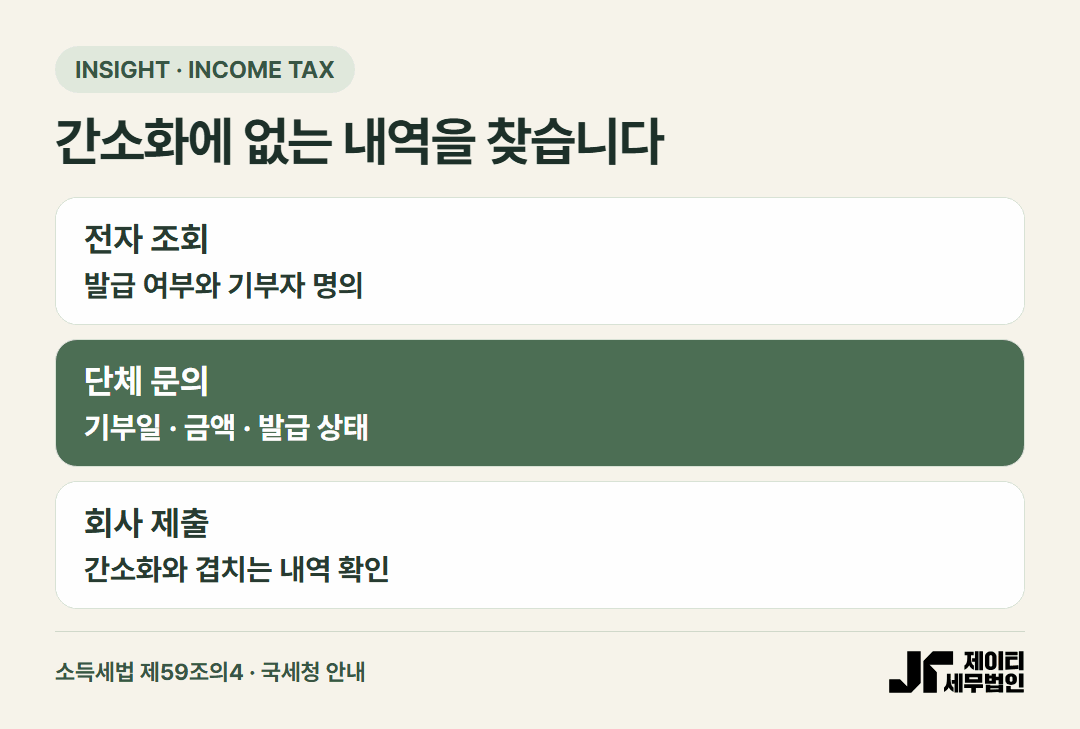 INSIGHT · INCOME TAX
간소화에 없는 내역을 찾습니다
전자 조회
발급 여부와 기부자 명의
단체 문의
기부일 · 금액 · 발급 상태
회사 제출
간소화와 겹치는 내역 확인
소득세법 제59조의4 · 국세청 안내
JT 제이티
세무법인